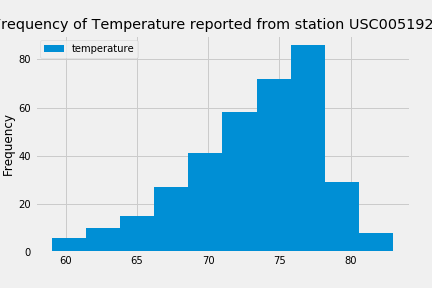 requency of Temperature reported from station USC005192
temperature
Frequency
80
60
40
20
0
60 65 70 75 80